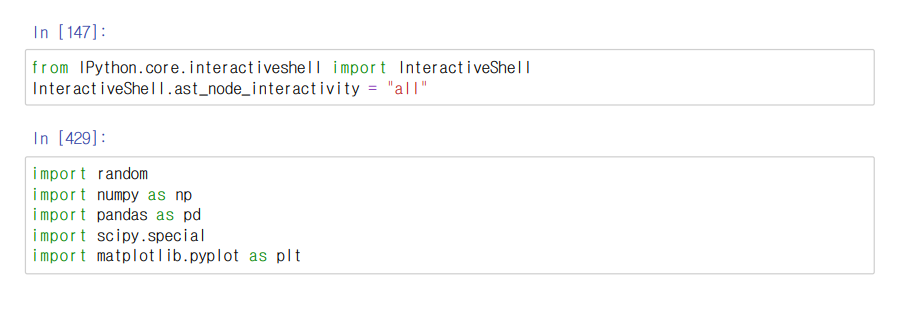 In [147]:
from IPython.core.interactiveshell import InteractiveShell
InteractiveShell.ast_node_interactivity = "all"
In [429]:
import random
import numpy as np
import pandas as pd
import scipy.special
import matplotlib.pyplot as plt